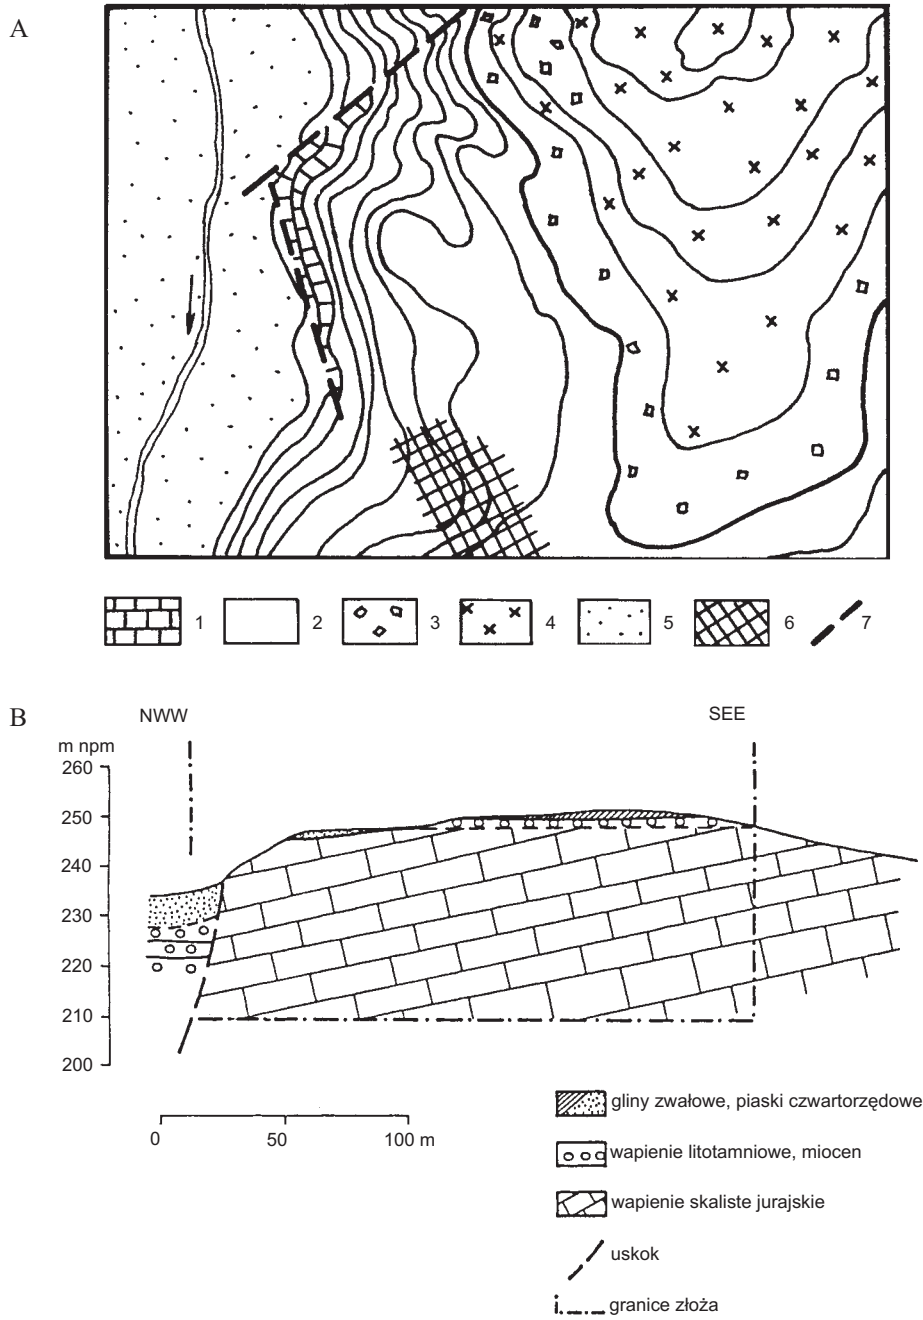 A
1 2 3 4 5 6 7
B
NWW SEE
m npm
260
250
240
230
220
210
200
0 50 100 m
gliny zwałowe, piaski czwartorzędowe
wapienie litotamniowe, miocen
wapienie skaliste jurajskie
uskok
granice złoża